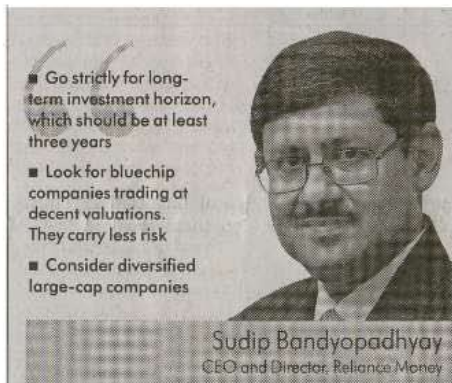 ■ Go strictly for long-
term investment horizon,
which should be at least
three years
■ Look for bluechip
companies trading at
decent valuations.
They carry less risk
■ Consider diversified
large-cap companies
Sudip Bandyopadhyay
CEO and Director, Reliance Money